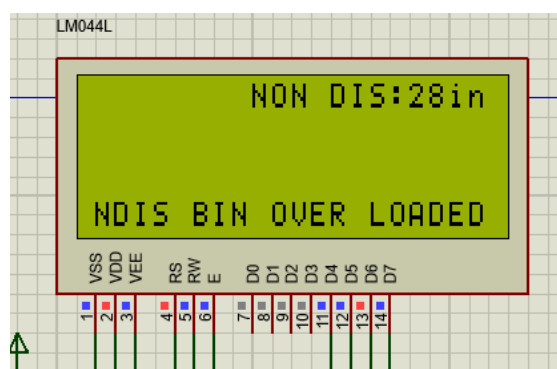 LM044L
NON DIS:28in
NDIS BIN OVER LOADED
VSS VDD VEE RS RW E D0 D1 D2 D3 D4 D5 D6 D7
1 2 3 4 5 6 7 8 9 10 11 12 13 14